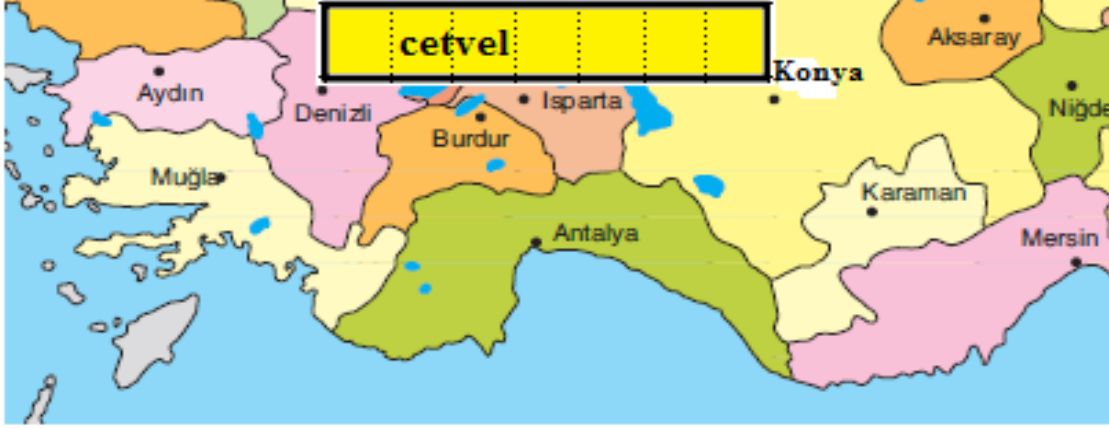 cetvel
Aksaray
Konya
Aydın
Denizli
Isparta
Niğde
Burdur
Muğla
Karaman
Antalya
Mersin